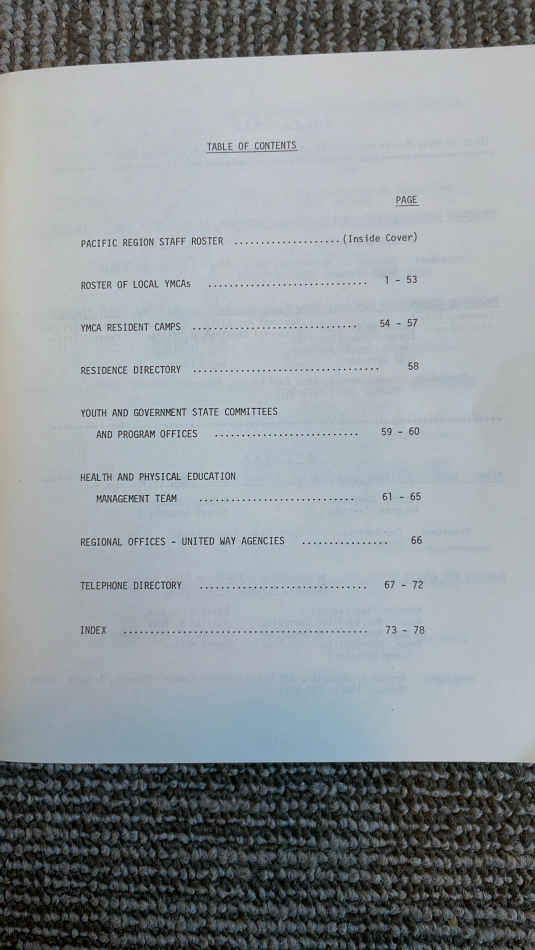 TABLE OF CONTENTS
PAGE
PACIFIC REGION STAFF ROSTER ....................(Inside Cover)
ROSTER OF LOCAL YMCAs .............................. 1 - 53
YMCA RESIDENT CAMPS ............................... 54 - 57
RESIDENCE DIRECTORY ................................... 58
YOUTH AND GOVERNMENT STATE COMMITTEES
AND PROGRAM OFFICES ........................... 59 - 60
HEALTH AND PHYSICAL EDUCATION
MANAGEMENT TEAM ............................. 61 - 65
REGIONAL OFFICES - UNITED WAY AGENCIES ................ 66
TELEPHONE DIRECTORY ............................... 67 - 72
INDEX .............................................. 73 - 78